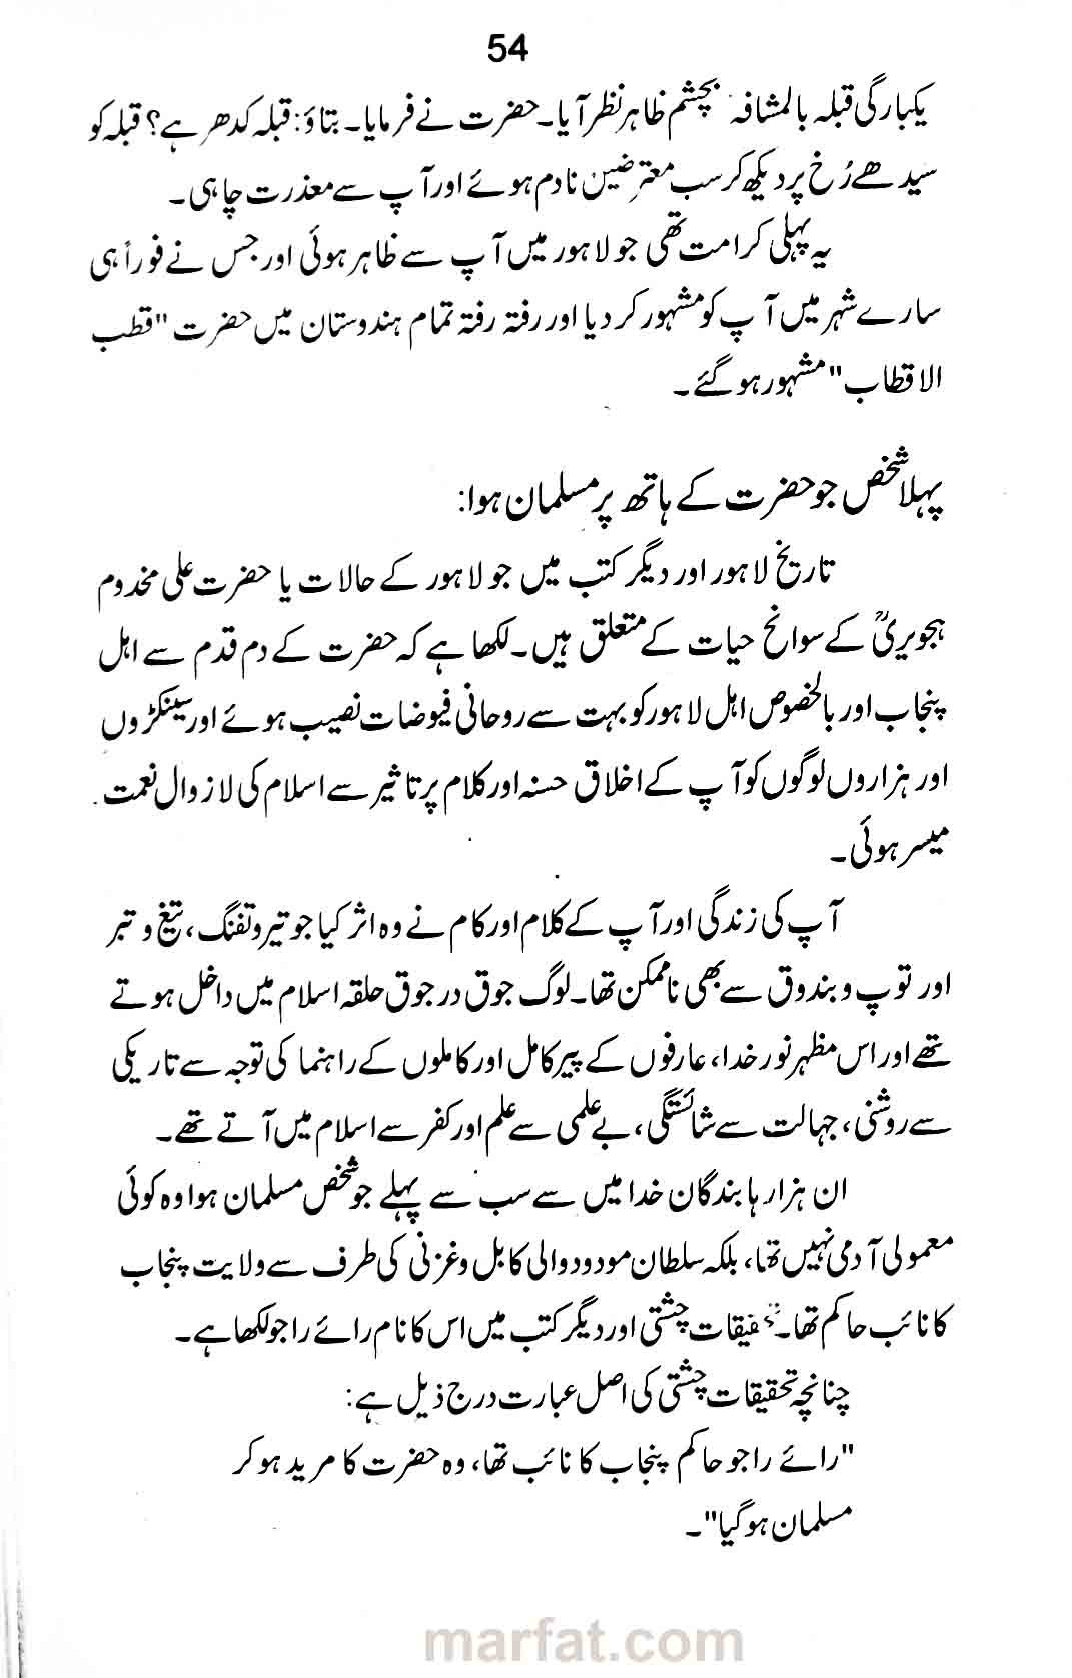 54
یکبارگی قبلہ بالمشافہ بچشم ظاہر نظر آیا۔ حضرت نے فرمایا۔ بتاؤ: قبلہ کدھر ہے؟ قبلہ کو
سیدھے رُخ پر دیکھ کر سب معترضین نادم ہوئے اور آپ سے معذرت چاہی۔
یہ پہلی کرامت تھی جو لاہور میں آپ سے ظاہر ہوئی اور جس نے فوراً ہی
سارے شہر میں آپ کو مشہور کر دیا اور رفتہ رفتہ تمام ہندوستان میں حضرت "قطب
الاقطاب" مشہور ہو گئے۔
پہلا شخص جو حضرت کے ہاتھ پر مسلمان ہوا:
تاریخ لاہور اور دیگر کتب میں جو لاہور کے حالات یا حضرت علی مخدوم
ہجویریؒ کے سوانح حیات کے متعلق ہیں۔ لکھا ہے کہ حضرت کے دم قدم سے اہل
پنجاب اور بالخصوص اہل لاہور کو بہت سے روحانی فیوضات نصیب ہوئے اور سینکڑوں
اور ہزاروں لوگوں کو آپ کے اخلاق حسنہ اور کلام پر تاثیر سے اسلام کی لازوال نعمت
میسر ہوئی۔
آپ کی زندگی اور آپ کے کلام اور کام نے وہ اثر کیا جو تیر و تفنگ، تیغ و تبر
اور توپ و بندوق سے بھی ناممکن تھا۔ لوگ جوق در جوق حلقہ اسلام میں داخل ہوتے
تھے اور اس مظہر نور خدا، عارفوں کے پیر کامل اور کاملوں کے راہنما کی توجہ سے تاریکی
سے روشنی، جہالت سے شائستگی، بے علمی سے علم اور کفر سے اسلام میں آتے تھے۔
ان ہزارہا بندگان خدا میں سے سب سے پہلے جو شخص مسلمان ہوا وہ کوئی
معمولی آدمی نہیں تھا، بلکہ سلطان مودود والی کابل و غزنی کی طرف سے ولایت پنجاب
کا نائب حاکم تھا۔ تحقیقات چشتی اور دیگر کتب میں اس کا نام رائے راجو لکھا ہے۔
چنانچہ تحقیقات چشتی کی اصل عبارت درج ذیل ہے:
"رائے راجو حاکم پنجاب کا نائب تھا، وہ حضرت کا مرید ہو کر
مسلمان ہو گیا"۔
marfat.com